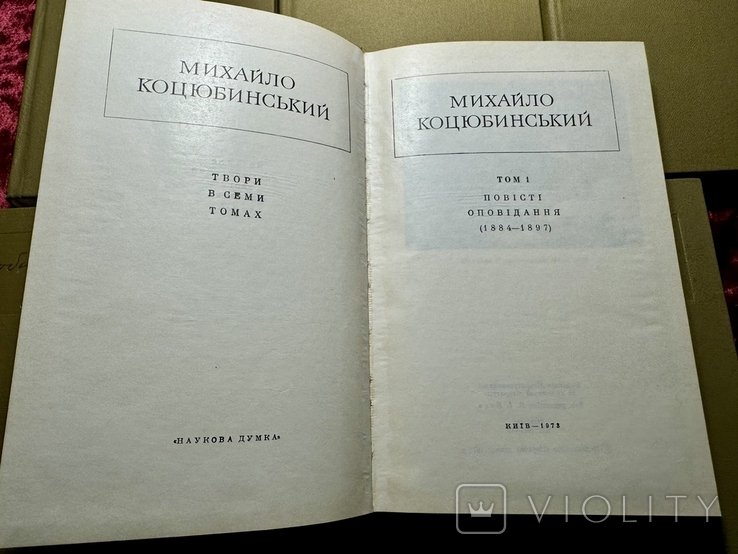 МИХАЙЛО
КОЦЮБИНСЬКИЙ
ТВОРИ
В СЕМИ
ТОМАХ
«НАУКОВА ДУМКА»
МИХАЙЛО
КОЦЮБИНСЬКИЙ
ТОМ 1
ПОВІСТІ
ОПОВІДАННЯ
(1884—1897)
КИЇВ—1973
VIOLITY